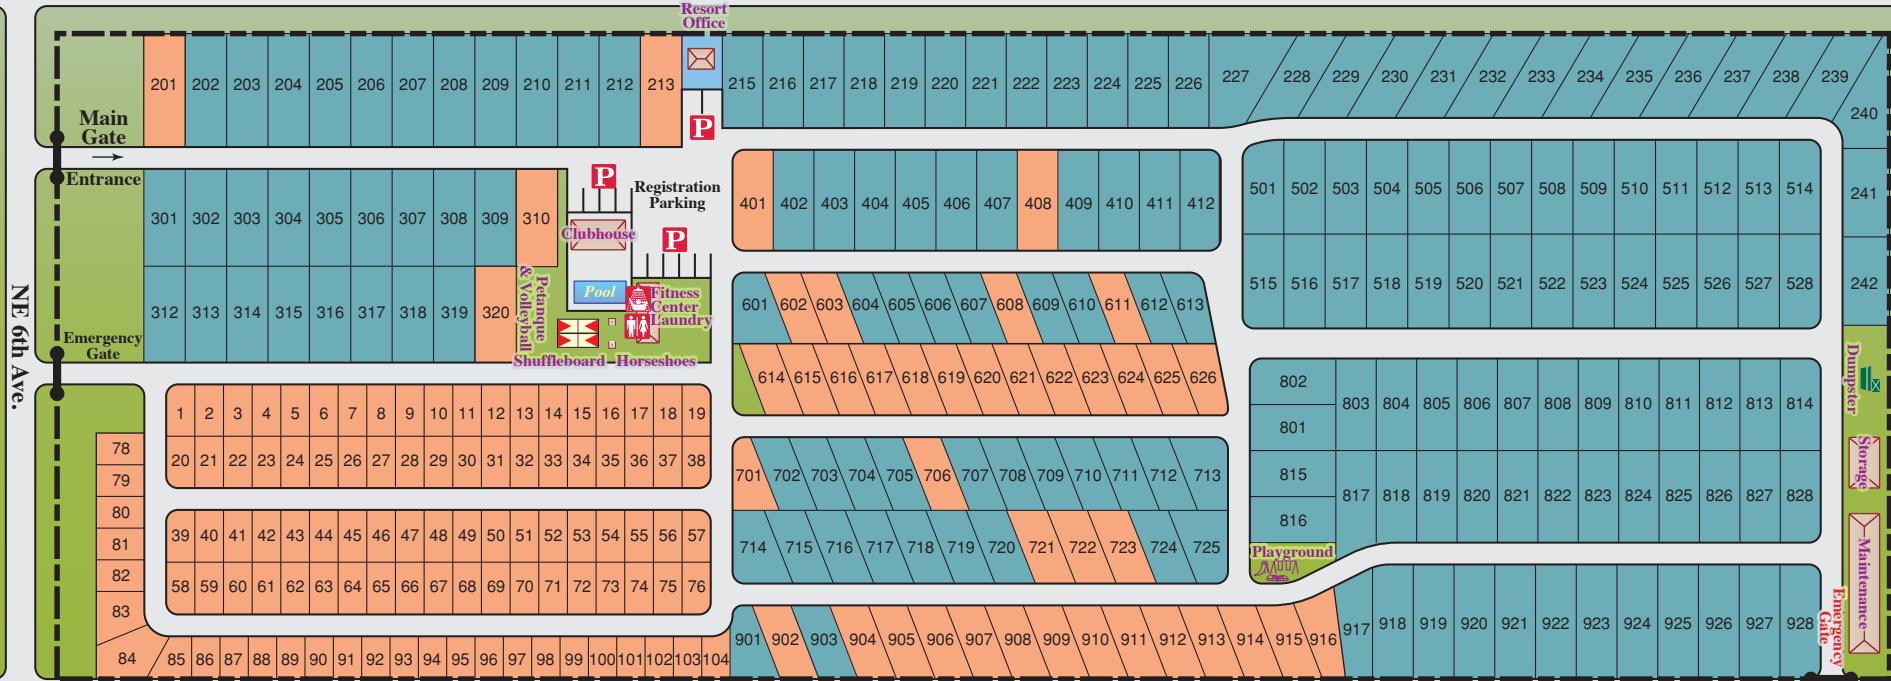 Resort
Office
201 202 203 204 205 206 207 208 209 210 211 212 213
215 216 217 218 219 220 221 222 223 224 225 226 227 228 229 230 231 232 233 234 235 236 237 238 239
240
241
242
P
Main
Gate
Entrance
Emergency
Gate
NE 6th Ave.
301 302 303 304 305 306 307 308 309 310
312 313 314 315 316 317 318 319 320
P
Registration
Parking
P
Clubhouse
Pool
Fitness
Center
Laundry
Petanque
& Volleyball
Shuffleboard
Horseshoes
401 402 403 404 405 406 407 408 409 410 411 412
501 502 503 504 505 506 507 508 509 510 511 512 513 514
515 516 517 518 519 520 521 522 523 524 525 526 527 528
601 602 603 604 605 606 607 608 609 610 611 612 613
614 615 616 617 618 619 620 621 622 623 624 625 626
1 2 3 4 5 6 7 8 9 10 11 12 13 14 15 16 17 18 19
20 21 22 23 24 25 26 27 28 29 30 31 32 33 34 35 36 37 38
39 40 41 42 43 44 45 46 47 48 49 50 51 52 53 54 55 56 57
58 59 60 61 62 63 64 65 66 67 68 69 70 71 72 73 74 75 76
78
79
80
81
82
83
84 85 86 87 88 89 90 91 92 93 94 95 96 97 98 99 100 101 102 103 104
701 702 703 704 705 706 707 708 709 710 711 712 713
714 715 716 717 718 719 720 721 722 723 724 725
802
801
815
816
803 804 805 806 807 808 809 810 811 812 813 814
817 818 819 820 821 822 823 824 825 826 827 828
Playground
901 902 903 904 905 906 907 908 909 910 911 912 913 914 915 916 917 918 919 920 921 922 923 924 925 926 927 928
Dumpster
Storage
Maintenance
Emergency
Gate